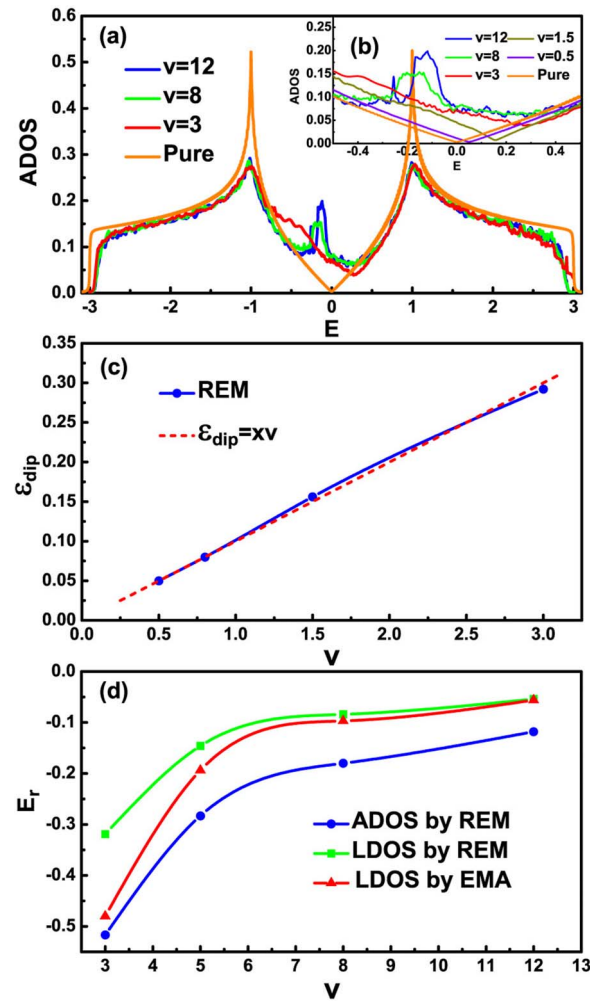 (a)
v=12
v=8
v=3
Pure
ADOS
0.6
0.5
0.4
0.3
0.2
0.1
0.0
-3 -2 -1 0 1 2 3
E
(b)
v=12 v=1.5
v=8 v=0.5
v=3 Pure
ADOS
0.25
0.20
0.15
0.10
0.05
0.00
-0.4 -0.2 0.0 0.2 0.4
E
(c)
REM
ε_dip=xv
ε_dip
0.35
0.30
0.25
0.20
0.15
0.10
0.05
0.00
0.0 0.5 1.0 1.5 2.0 2.5 3.0
v
(d)
ADOS by REM
LDOS by REM
LDOS by EMA
E_r
0.0
-0.1
-0.2
-0.3
-0.4
-0.5
3 4 5 6 7 8 9 10 11 12 13
v